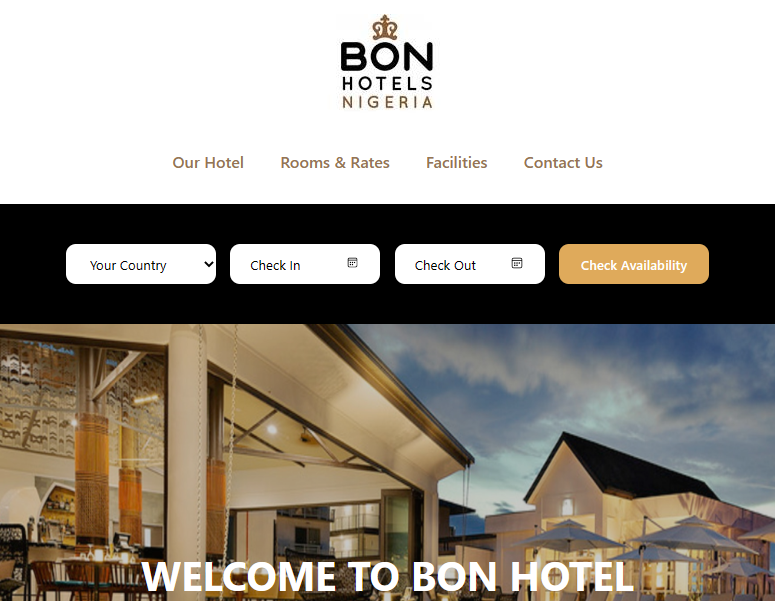 BON
HOTELS
NIGERIA
Our Hotel Rooms & Rates Facilities Contact Us
Your Country Check In Check Out Check Availability
WELCOME TO BON HOTEL